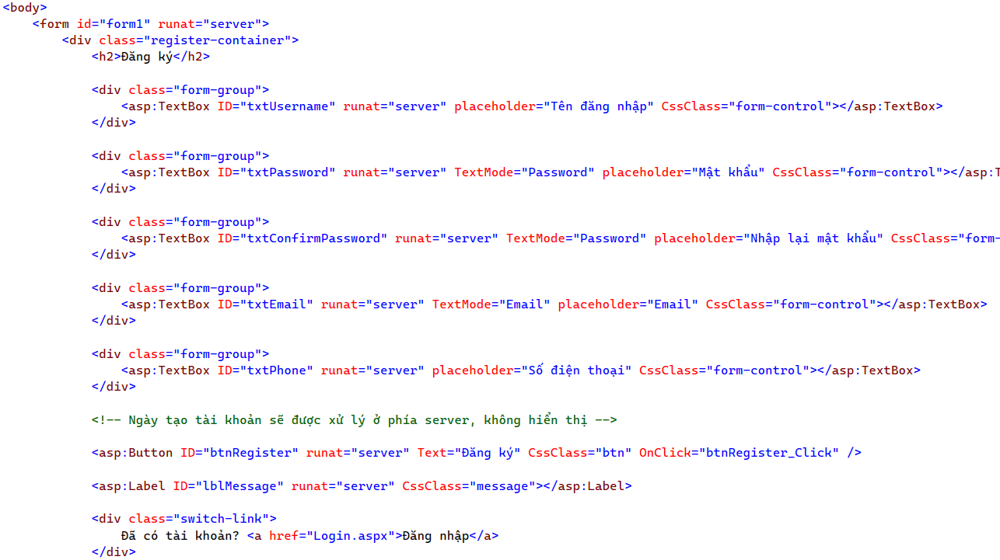 <body>
<form id="form1" runat="server">
<div class="register-container">
<h2>Đăng ký</h2>
<div class="form-group">
<asp:TextBox ID="txtUsername" runat="server" placeholder="Tên đăng nhập" CssClass="form-control"></asp:TextBox>
</div>
<div class="form-group">
<asp:TextBox ID="txtPassword" runat="server" TextMode="Password" placeholder="Mật khẩu" CssClass="form-control"></asp:T
</div>
<div class="form-group">
<asp:TextBox ID="txtConfirmPassword" runat="server" TextMode="Password" placeholder="Nhập lại mật khẩu" CssClass="form-
</div>
<div class="form-group">
<asp:TextBox ID="txtEmail" runat="server" TextMode="Email" placeholder="Email" CssClass="form-control"></asp:TextBox>
</div>
<div class="form-group">
<asp:TextBox ID="txtPhone" runat="server" placeholder="Số điện thoại" CssClass="form-control"></asp:TextBox>
</div>
<!-- Ngày tạo tài khoản sẽ được xử lý ở phía server, không hiển thị -->
<asp:Button ID="btnRegister" runat="server" Text="Đăng ký" CssClass="btn" OnClick="btnRegister_Click" />
<asp:Label ID="lblMessage" runat="server" CssClass="message"></asp:Label>
<div class="switch-link">
Đã có tài khoản? <a href="Login.aspx">Đăng nhập</a>
</div>